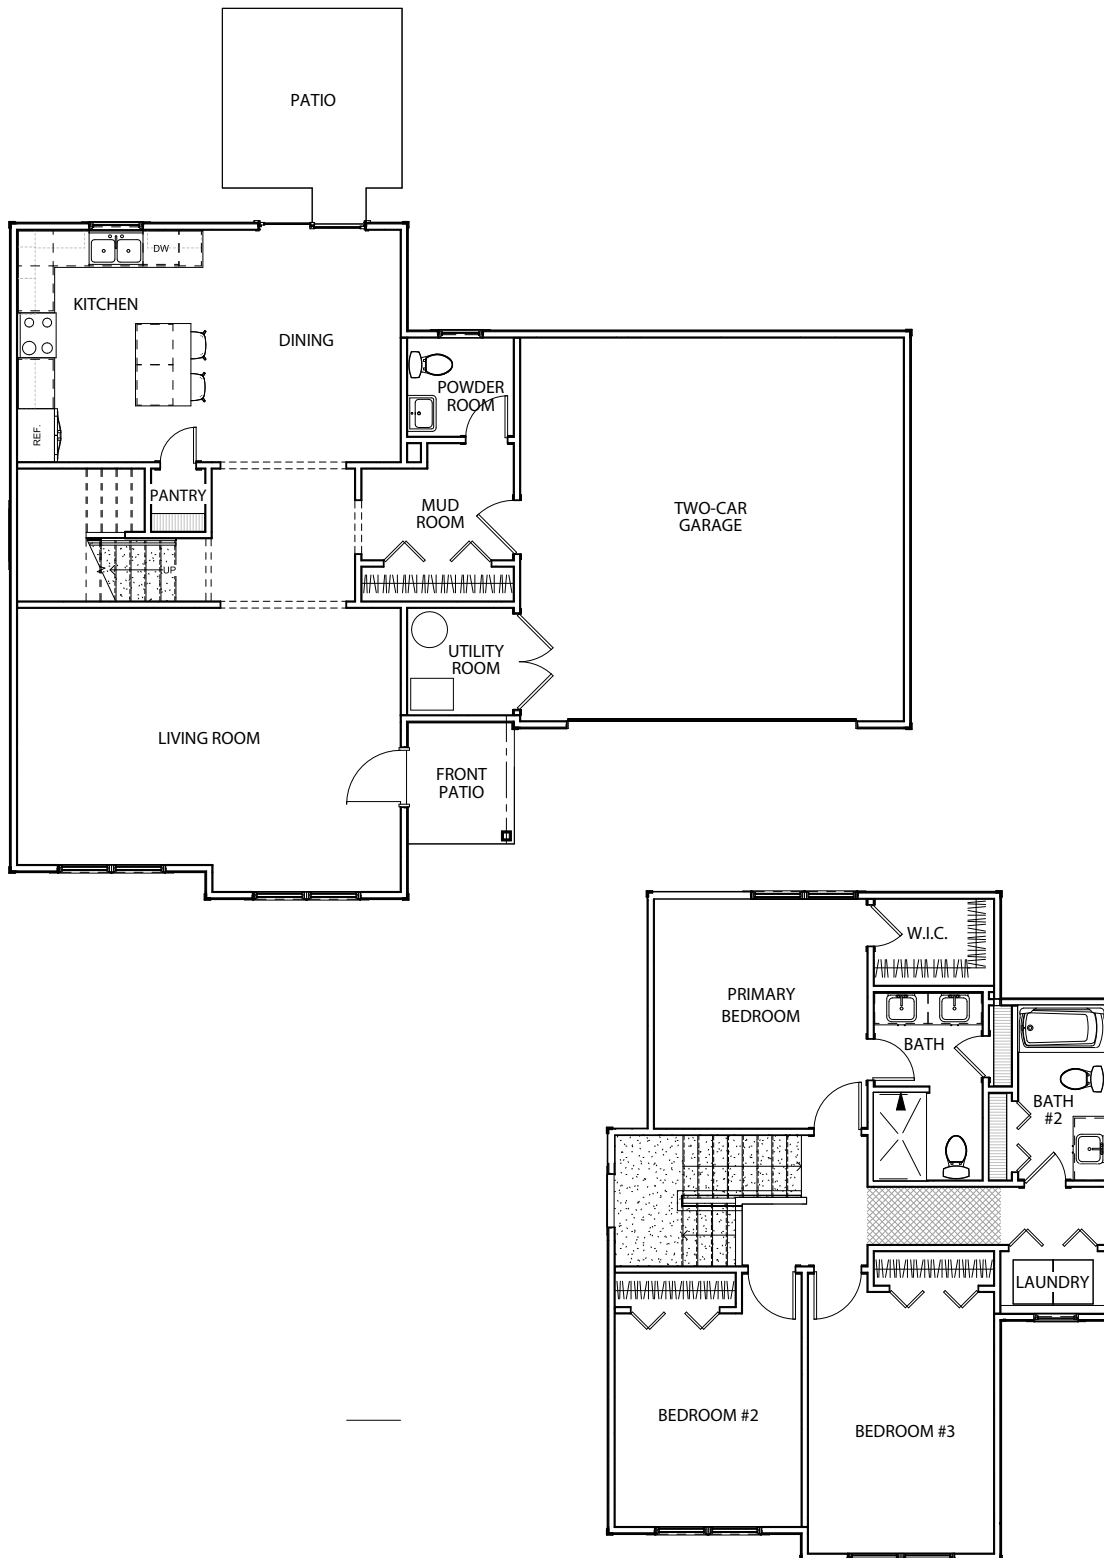 PATIO
DW
KITCHEN
DINING
POWDER
ROOM
REF.
PANTRY
MUD
ROOM
TWO-CAR
GARAGE
UP
UTILITY
ROOM
LIVING ROOM
FRONT
PATIO
W.I.C.
PRIMARY
BEDROOM
BATH
BATH
#2
LAUNDRY
BEDROOM #2
BEDROOM #3